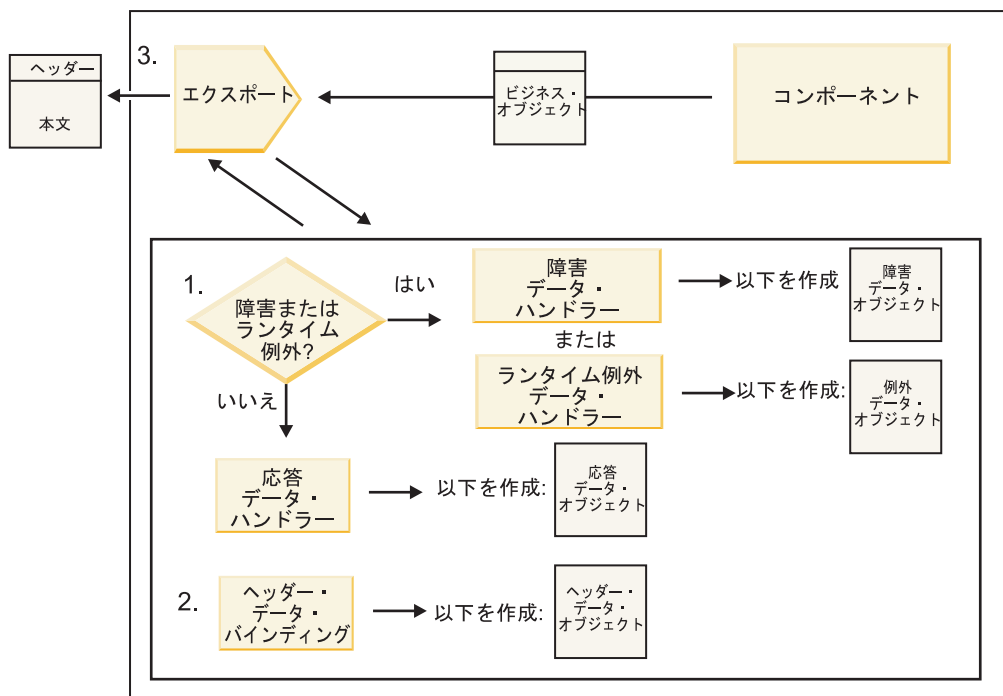 ヘッダー
本文
3.
エクスポート
ビジネス・
オブジェクト
コンポーネント
1.
障害または
ランタイム
例外?
はい
障害
データ・
ハンドラー
以下を作成
障害
データ・
オブジェクト
または
ランタイム例外
データ・
ハンドラー
以下を作成:
例外
データ・
オブジェクト
いいえ
応答
データ・
ハンドラー
以下を作成:
応答
データ・
オブジェクト
2.
ヘッダー・
データ・
バインディング
以下を作成:
ヘッダー・
データ・
オブジェクト